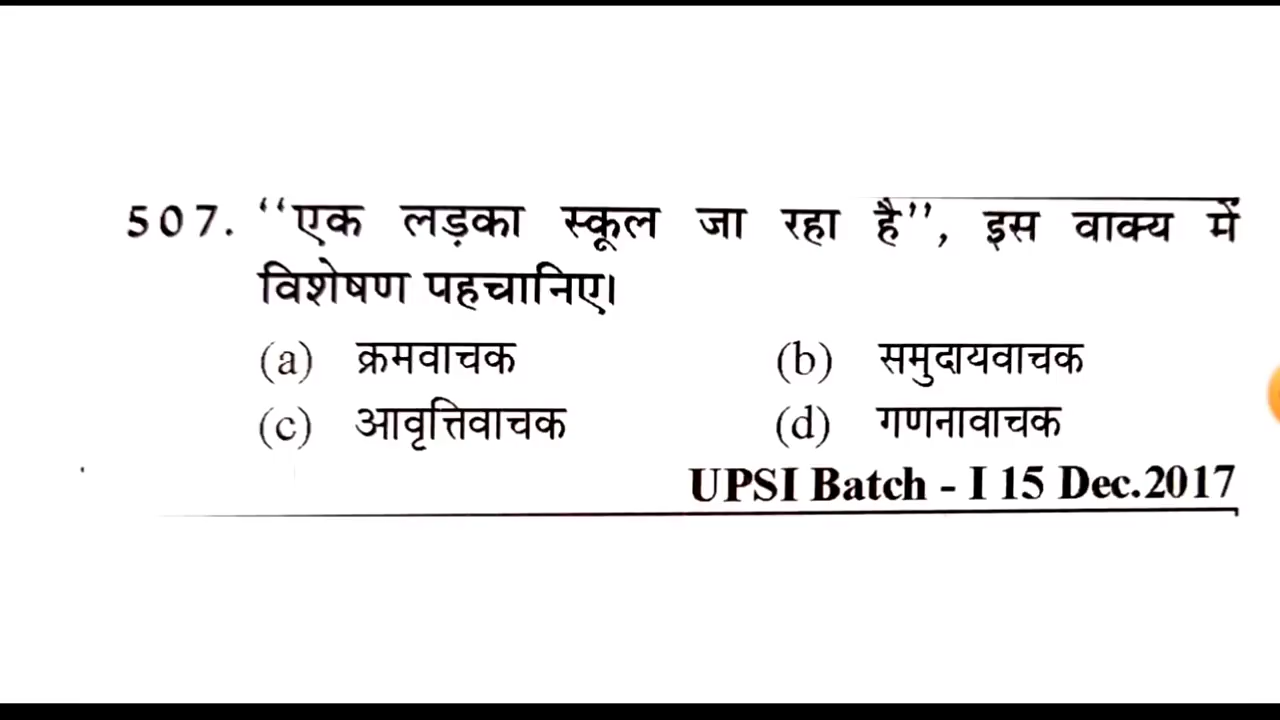 507. ‘‘एक लड़का स्कूल जा रहा है’’, इस वाक्य में
विशेषण पहचानिए।
(a) क्रमवाचक (b) समुदायवाचक
(c) आवृत्तिवाचक (d) गणनावाचक
UPSI Batch - I 15 Dec.2017